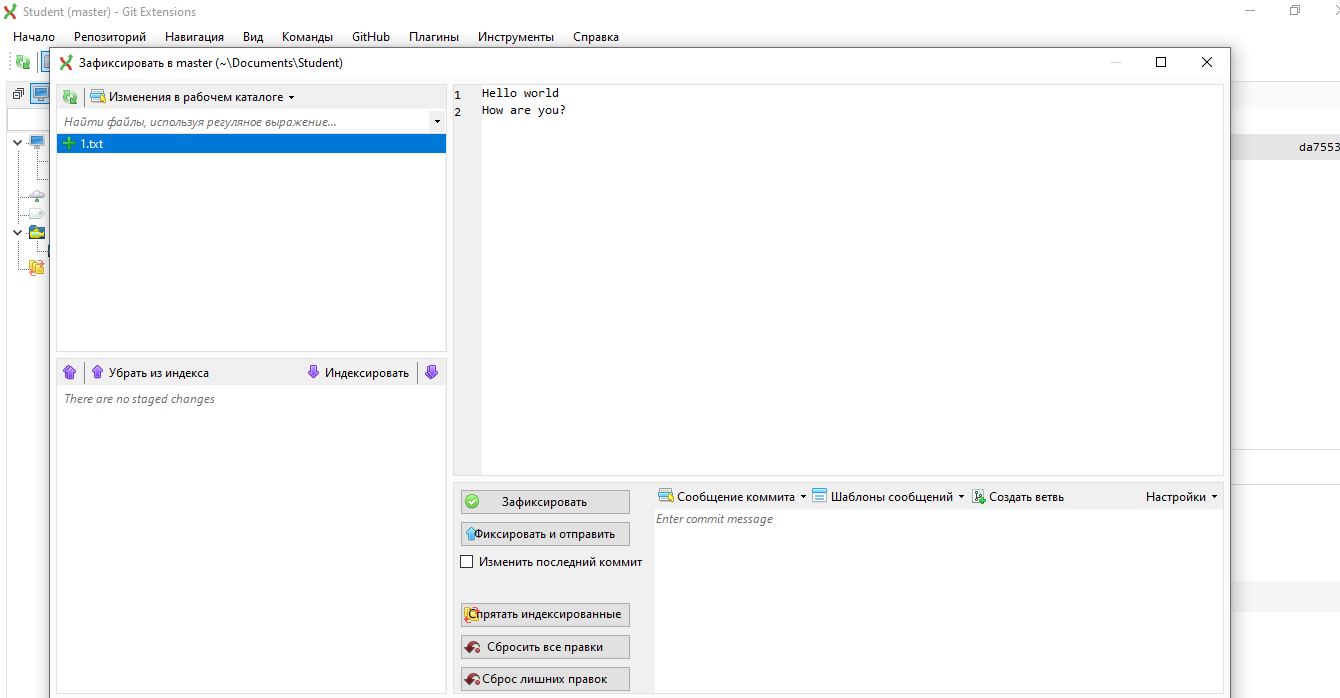 Student (master) - Git Extensions
Начало Репозиторий Навигация Вид Команды GitHub Плагины Инструменты Справка
Зафиксировать в master (~\Documents\Student)
Изменения в рабочем каталоге
Найти файлы, используя регуляное выражение...
1.txt
1 Hello world
2 How are you?
da7553
Убрать из индекса Индексировать
There are no staged changes
Зафиксировать
Фиксировать и отправить
Изменить последний коммит
Спрятать индексированные
Сбросить все правки
Сброс лишних правок
Сообщение коммита Шаблоны сообщений Создать ветвь Настройки
Enter commit message